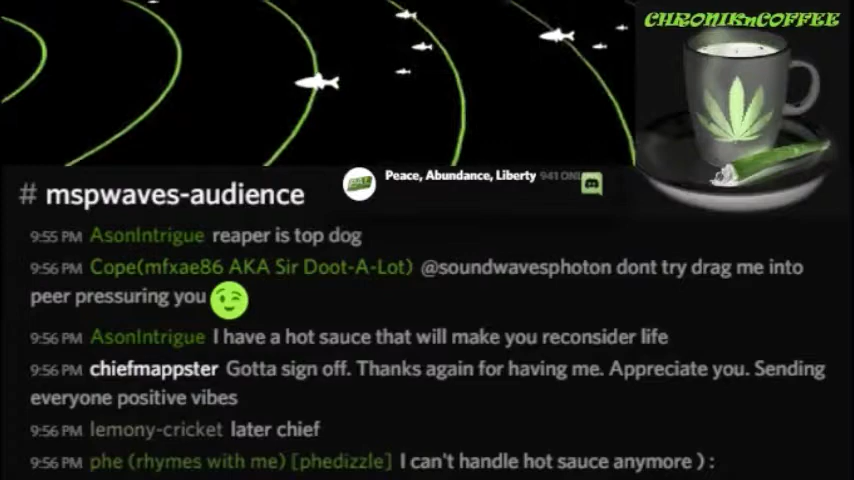 CHRONIKnCOFFEE
Peace, Abundance, Liberty
# mspwaves-audience
9:55 PM AsonIntrigue reaper is top dog
9:56 PM Cope(mfxae86 AKA Sir Doot-A-Lot) @soundwavesphoton dont try drag me into
peer pressuring you
9:56 PM AsonIntrigue I have a hot sauce that will make you reconsider life
9:56 PM chiefmappster Gotta sign off. Thanks again for having me. Appreciate you. Sending
everyone positive vibes
9:56 PM lemony-cricket later chief
9:56 PM phe (rhymes with me) [phedizzle] I can't handle hot sauce anymore ) :